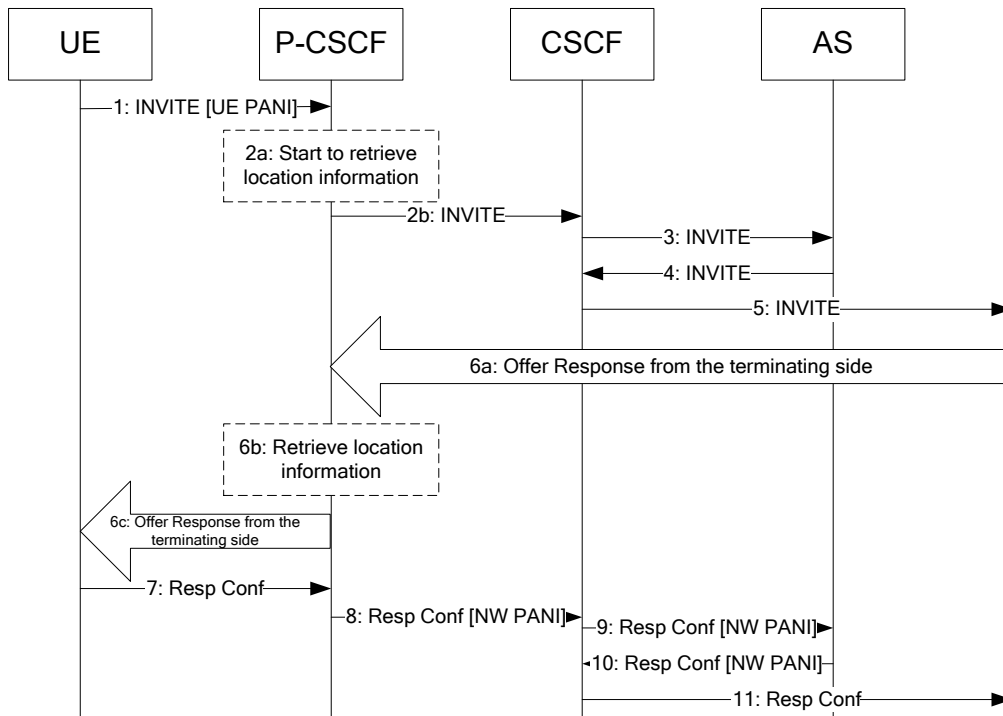 UE
P-CSCF
CSCF
AS
1: INVITE [UE PANI]
2a: Start to retrieve
location information
2b: INVITE
3: INVITE
4: INVITE
5: INVITE
6a: Offer Response from the terminating side
6b: Retrieve location
information
6c: Offer Response from the
terminating side
7: Resp Conf
8: Resp Conf [NW PANI]
9: Resp Conf [NW PANI]
10: Resp Conf [NW PANI]
11: Resp Conf